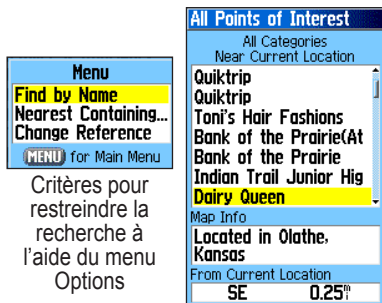 Menu
Find by Name
Nearest Containing...
Change Reference
MENU for Main Menu
Critères pour
restreindre la
recherche à
l'aide du menu
Options
All Points of Interest
All Categories
Near Current Location
Quiktrip
Quiktrip
Toni's Hair Fashions
Bank of the Prairie(At
Bank of the Prairie
Indian Trail Junior Hig
Dairy Queen
Map Info
Located in Olathe,
Kansas
From Current Location
SE 0.25mi